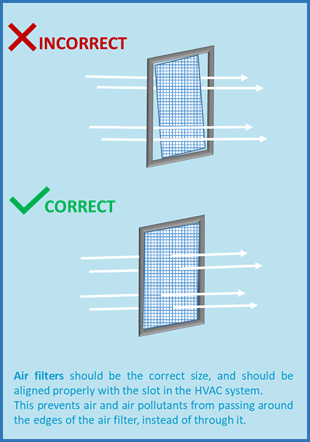 INCORRECT
CORRECT
Air filters should be the correct size, and should be
aligned properly with the slot in the HVAC system.
This prevents air and air pollutants from passing around
the edges of the air filter, instead of through it.